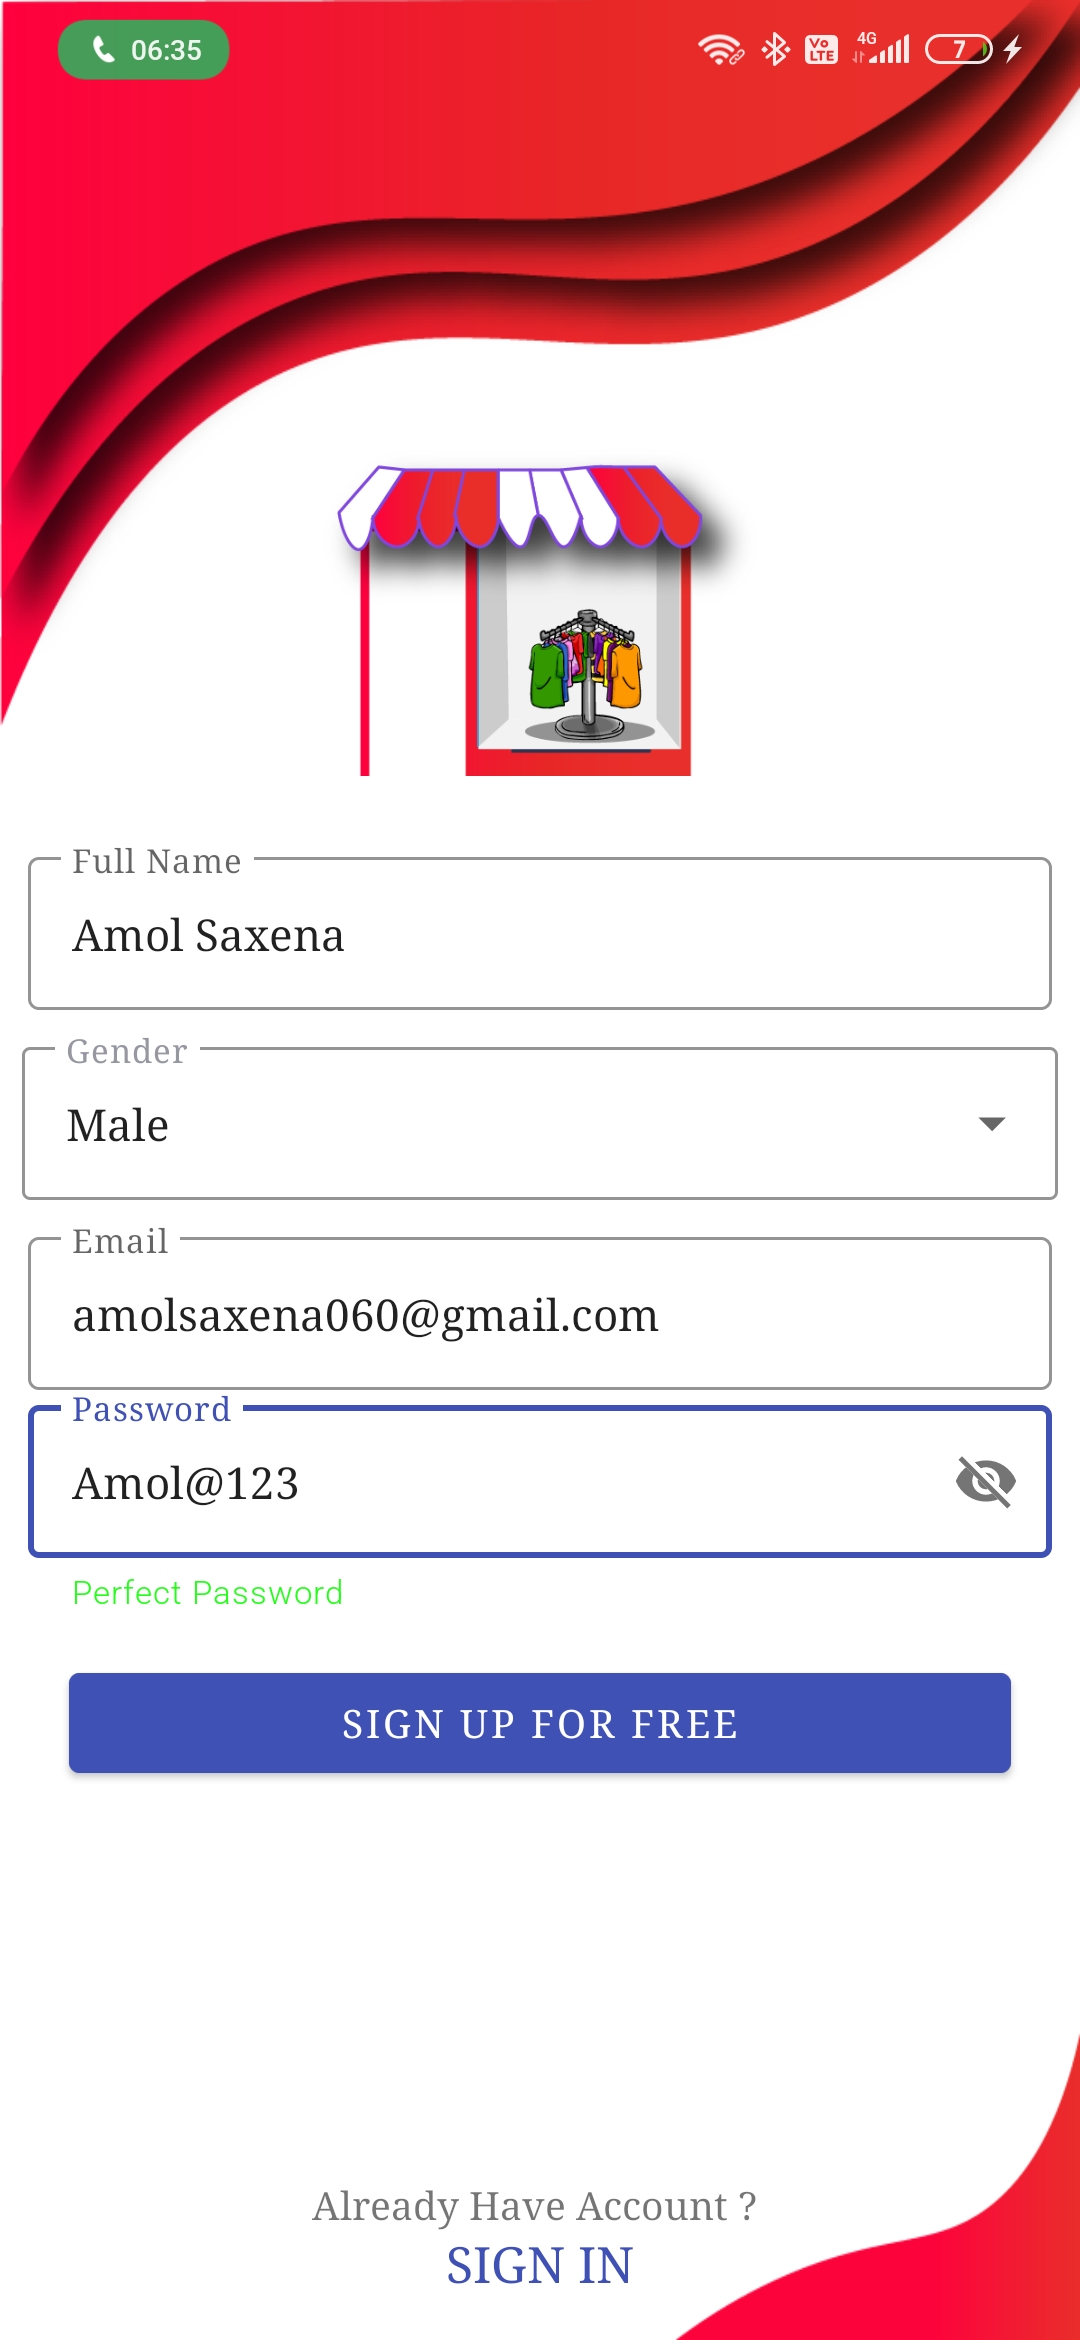 06:35
Vo
LTE
4G
7
Full Name
Amol Saxena
Gender
Male
Email
amolsaxena060@gmail.com
Password
Amol@123
Perfect Password
SIGN UP FOR FREE
Already Have Account ?
SIGN IN